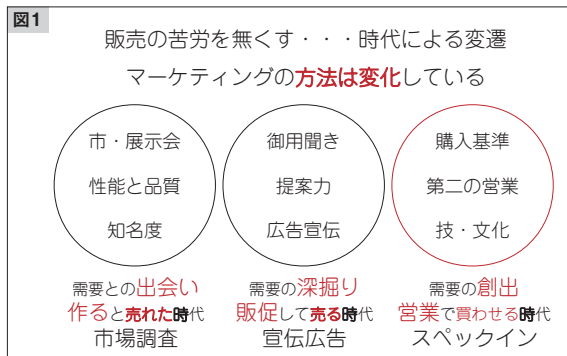 図1
販売の苦労を無くす・・・時代による変遷
マーケティングの方法は変化している
市・展示会
性能と品質
知名度
御用聞き
提案力
広告宣伝
購入基準
第二の営業
技・文化
需要との出会い
作ると売れた時代
市場調査
需要の深掘り
販促して売る時代
宣伝広告
需要の創出
営業で買わせる時代
スペックイン